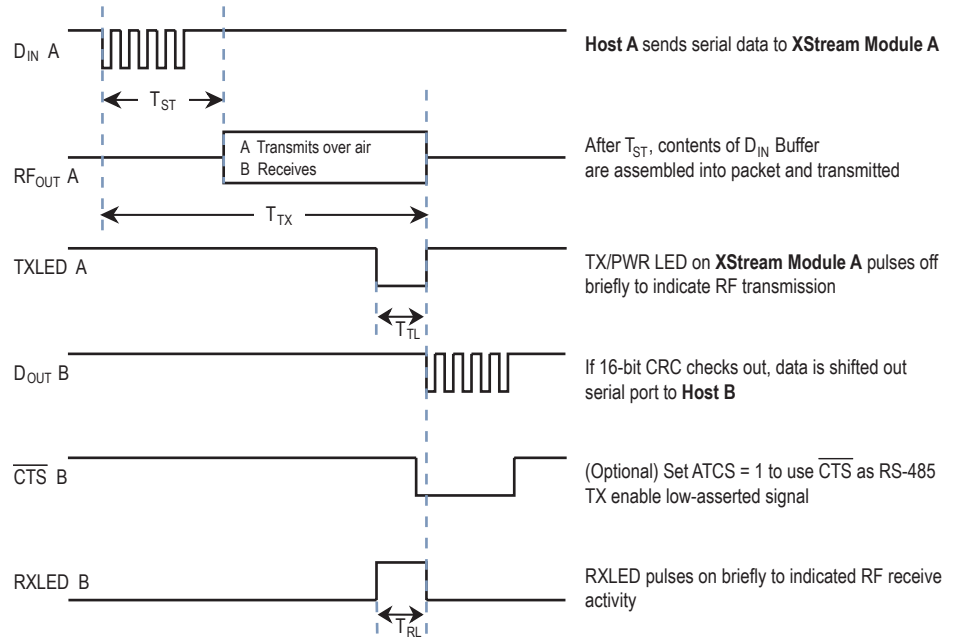 D_IN A
Host A sends serial data to XStream Module A
T_ST
A Transmits over air
B Receives
RF_OUT A
After T_ST, contents of D_IN Buffer
are assembled into packet and transmitted
T_TX
TXLED A
TX/PWR LED on XStream Module A pulses off
briefly to indicate RF transmission
T_TL
D_OUT B
If 16-bit CRC checks out, data is shifted out
serial port to Host B
CTS B
(Optional) Set ATCS = 1 to use CTS as RS-485
TX enable low-asserted signal
RXLED B
RXLED pulses on briefly to indicated RF receive
activity
T_RL